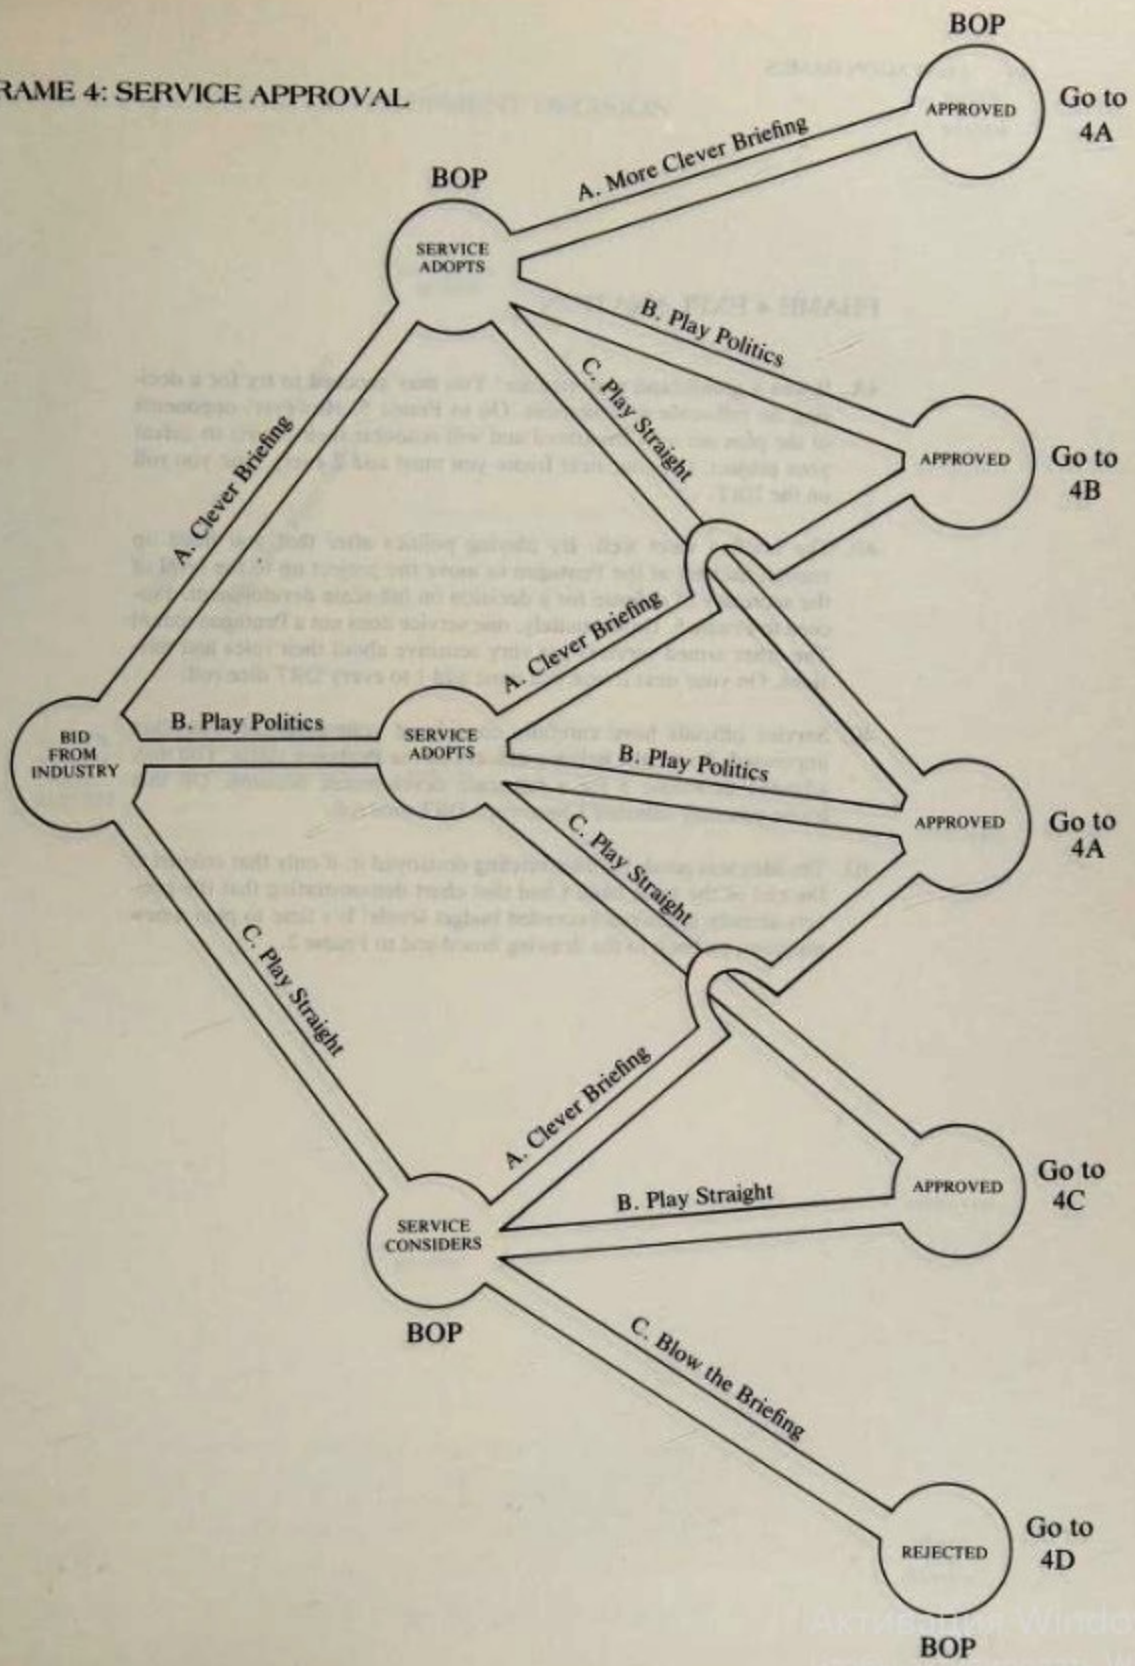 RAME 4: SERVICE APPROVAL
BOP
APPROVED
Go to
4A
A. More Clever Briefing
BOP
SERVICE
ADOPTS
B. Play Politics
C. Play Straight
APPROVED
Go to
4B
A. Clever Briefing
BID
FROM
INDUSTRY
B. Play Politics
SERVICE
ADOPTS
A. Clever Briefing
B. Play Politics
C. Play Straight
APPROVED
Go to
4A
C. Play Straight
A. Clever Briefing
SERVICE
CONSIDERS
BOP
B. Play Straight
APPROVED
Go to
4C
C. Blow the Briefing
REJECTED
Go to
4D
BOP
Активация Windo